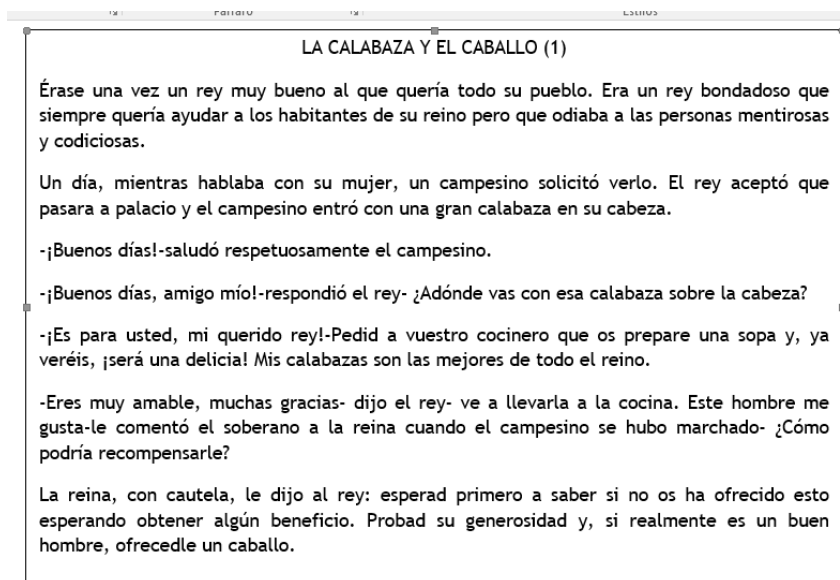 Párrafo
Estilos
LA CALABAZA Y EL CABALLO (1)
Érase una vez un rey muy bueno al que quería todo su pueblo. Era un rey bondadoso que
siempre quería ayudar a los habitantes de su reino pero que odiaba a las personas mentirosas
y codiciosas.
Un día, mientras hablaba con su mujer, un campesino solicitó verlo. El rey aceptó que
pasara a palacio y el campesino entró con una gran calabaza en su cabeza.
-¡Buenos días!-saludó respetuosamente el campesino.
-¡Buenos días, amigo mío!-respondió el rey- ¿Adónde vas con esa calabaza sobre la cabeza?
-¡Es para usted, mi querido rey!-Pedid a vuestro cocinero que os prepare una sopa y, ya
veréis, ¡será una delicia! Mis calabazas son las mejores de todo el reino.
-Eres muy amable, muchas gracias- dijo el rey- ve a llevarla a la cocina. Este hombre me
gusta-le comentó el soberano a la reina cuando el campesino se hubo marchado- ¿Cómo
podría recompensarle?
La reina, con cautela, le dijo al rey: esperad primero a saber si no os ha ofrecido esto
esperando obtener algún beneficio. Probad su generosidad y, si realmente es un buen
hombre, ofrecedle un caballo.